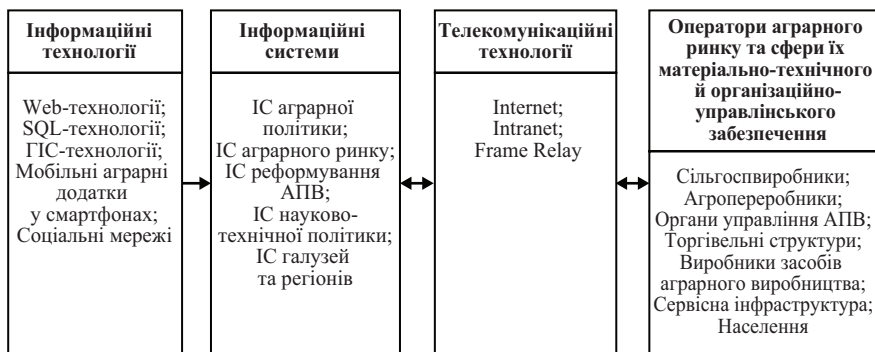 Інформаційні
технології
Web-технології;
SQL-технології;
ГІС-технології;
Мобільні аграрні
додатки
у смартфонах;
Соціальні мережі
Інформаційні
системи
ІС аграрної
політики;
ІС аграрного ринку;
ІС реформування
АПВ;
ІС науково-
технічної політики;
ІС галузей
та регіонів
Телекомунікаційні
технології
Internet;
Intranet;
Frame Relay
Оператори аграрного
ринку та сфери їх
матеріально-технічного
й організаційно-
управлінського
забезпечення
Сільгоспвиробники;
Агропереробники;
Органи управління АПВ;
Торгівельні структури;
Виробники засобів
аграрного виробництва;
Сервісна інфраструктура;
Населення